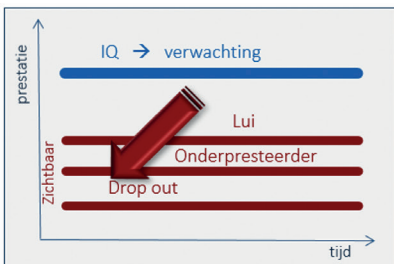 prestatie
IQ → verwachting
Zichtbaar
Lui
Onderpresteerder
Drop out
tijd